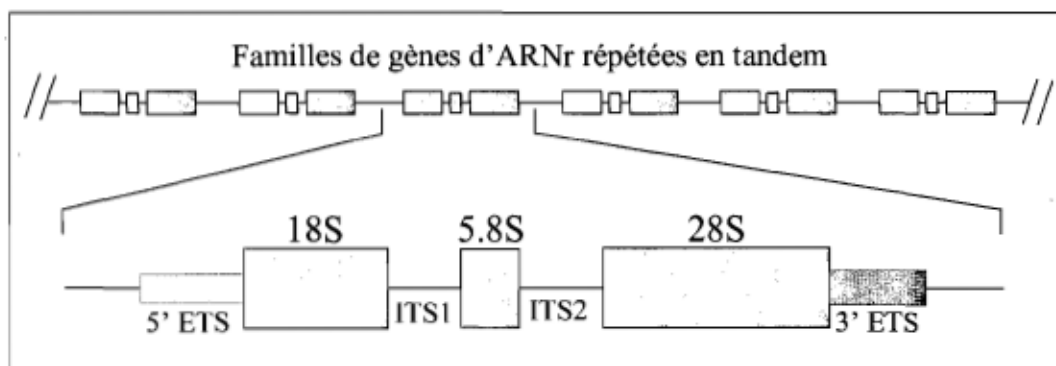 Familles de gènes d'ARNr répétées en tandem
18S 5.8S 28S
5' ETS ITS1 ITS2 3' ETS